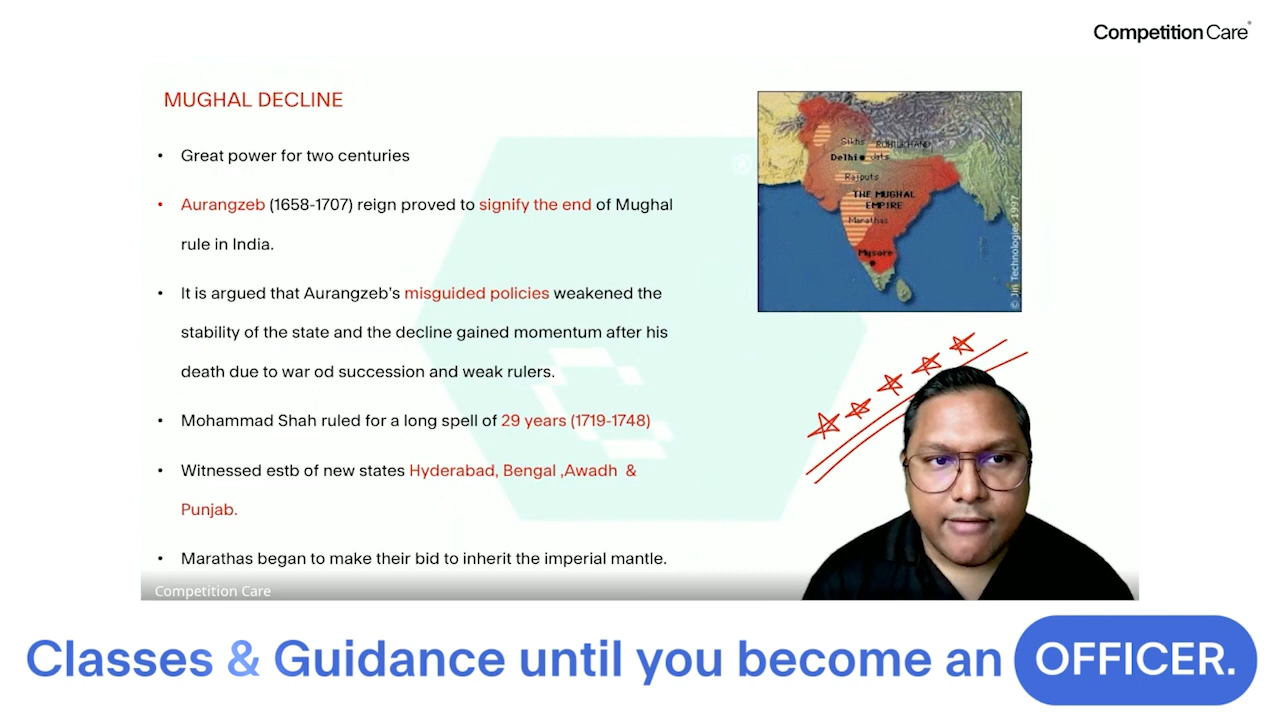 Competition Care
MUGHAL DECLINE
• Great power for two centuries
• Aurangzeb (1658-1707) reign proved to signify the end of Mughal
rule in India.
• It is argued that Aurangzeb's misguided policies weakened the
stability of the state and the decline gained momentum after his
death due to war od succession and weak rulers.
• Mohammad Shah ruled for a long spell of 29 years (1719-1748)
• Witnessed estb of new states Hyderabad, Bengal ,Awadh &
Punjab.
• Marathas began to make their bid to inherit the imperial mantle.
Sikhs
ROHILKHAND
Delhi
Jats
Rajputs
THE MUGHAL
EMPIRE
Marathas
Mysore
© Jin Technologies 1997
Competition Care
Classes & Guidance until you become an OFFICER.